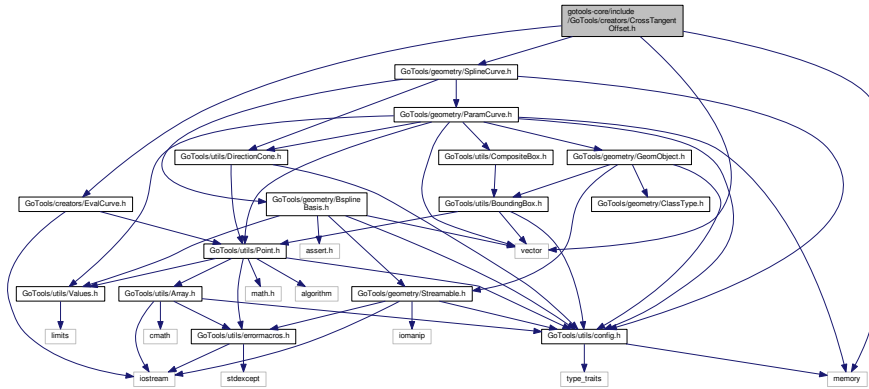 gotools-core/include
/GoTools/creators/CrossTangent
Offset.h
GoTools/geometry/SplineCurve.h
GoTools/geometry/ParamCurve.h
GoTools/utils/DirectionCone.h
GoTools/utils/CompositeBox.h
GoTools/geometry/GeomObject.h
GoTools/creators/EvalCurve.h
GoTools/geometry/Bspline
Basis.h
GoTools/utils/BoundingBox.h
GoTools/geometry/ClassType.h
GoTools/utils/Point.h
assert.h
vector
GoTools/utils/Values.h
GoTools/utils/Array.h
math.h
algorithm
GoTools/geometry/Streamable.h
limits
cmath
GoTools/utils/errormacros.h
iomanip
GoTools/utils/config.h
iostream
stdexcept
type_traits
memory